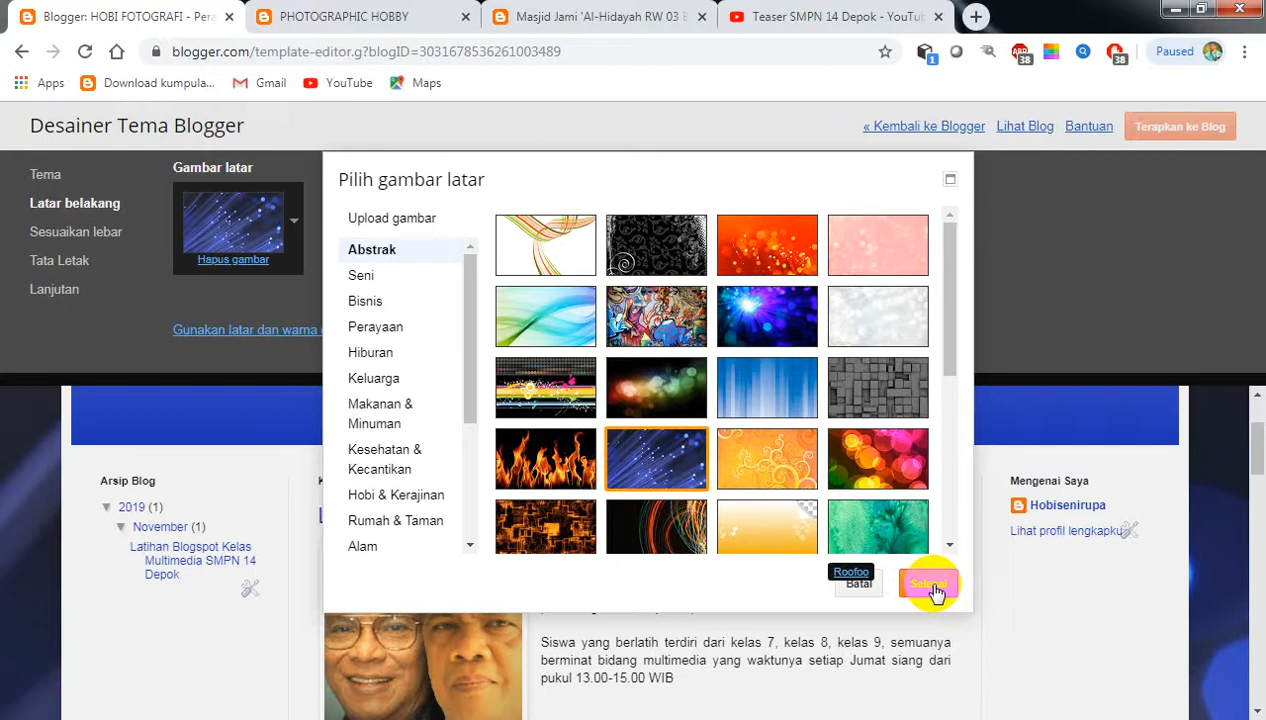 Blogger: HOBI FOTOGRAFI - Pera
PHOTOGRAPHIC HOBBY
Masjid Jami 'Al-Hidayah RW 03 B
Teaser SMPN 14 Depok - YouTu
blogger.com/template-editor.g?blogID=3031678536261003489
1
38
38
Paused
Apps
Download kumpula...
Gmail
YouTube
Maps
Desainer Tema Blogger
« Kembali ke Blogger
Lihat Blog
Bantuan
Terapkan ke Blog
Tema
Latar belakang
Sesuaikan lebar
Tata Letak
Lanjutan
Gambar latar
Hapus gambar
Gunakan latar dan warna
Pilih gambar latar
Upload gambar
Abstrak
Seni
Bisnis
Perayaan
Hiburan
Keluarga
Makanan &
Minuman
Kesehatan &
Kecantikan
Hobi & Kerajinan
Rumah & Taman
Alam
Roofoo
Batal
Selesai
Arsip Blog
▼ 2019 (1)
▼ November (1)
Latihan Blogspot Kelas
Multimedia SMPN 14
Depok
Mengenai Saya
Hobisenirupa
Lihat profil lengkapku
Siswa yang berlatih terdiri dari kelas 7, kelas 8, kelas 9, semuanya
berminat bidang multimedia yang waktunya setiap Jumat siang dari
pukul 13.00-15.00 WIB